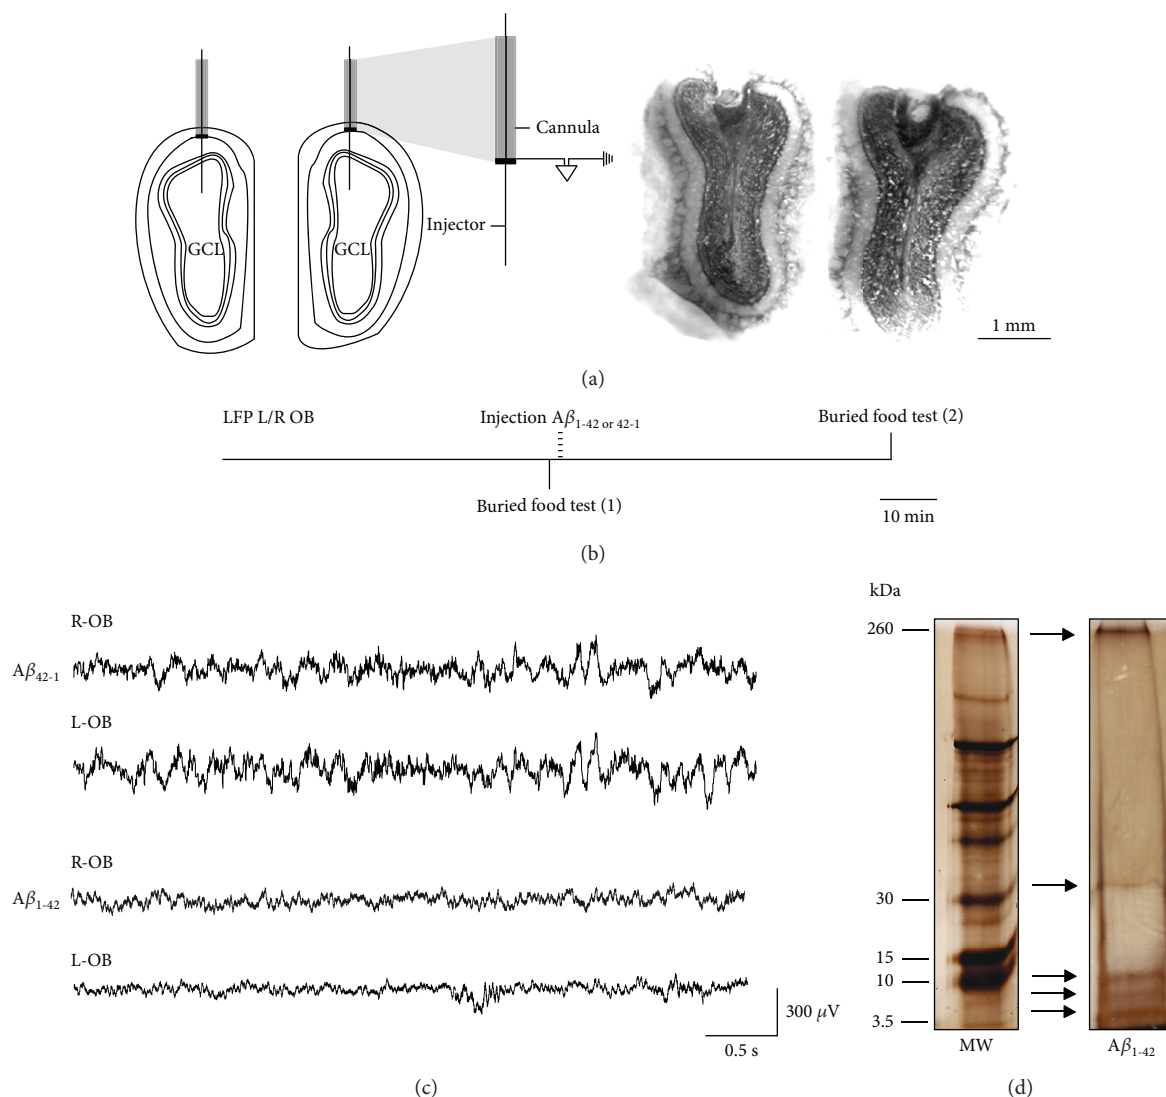 GCL
GCL
Cannula
Injector
1 mm
(a)
LFP L/R OB
Injection Aβ1-42 or 42-1
Buried food test (2)
Buried food test (1)
10 min
(b)
R-OB
Aβ42-1
L-OB
R-OB
Aβ1-42
L-OB
300 μV
0.5 s
(c)
kDa
260
30
15
10
3.5
MW
Aβ1-42
(d)